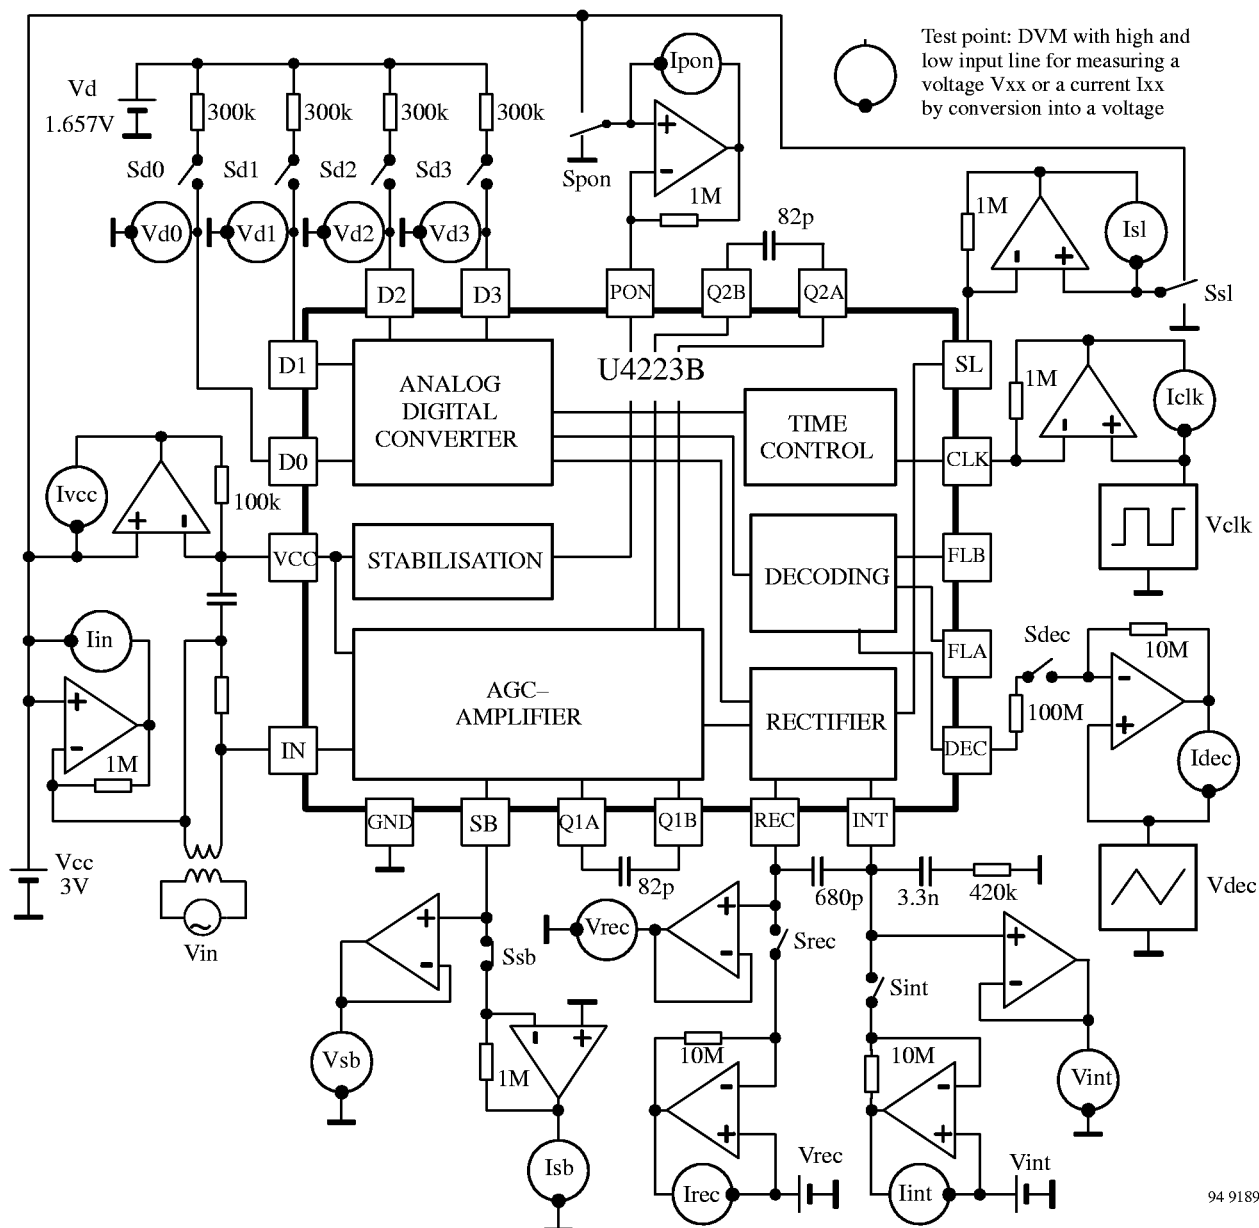 Test point: DVM with high and
low input line for measuring a
voltage Vxx or a current Ixx
by conversion into a voltage
Ipon
Vd
1.657V
300k
300k
300k
300k
Sd0
Sd1
Sd2
Sd3
Spon
1M
82p
1M
Isl
Ssl
Vd0
Vd1
Vd2
Vd3
D2
D3
PON
Q2B
Q2A
U4223B
D1
ANALOG
DIGITAL
CONVERTER
SL
1M
Iclk
TIME
CONTROL
D0
CLK
Ivcc
100k
Vclk
VCC
STABILISATION
DECODING
FLB
FLA
Iin
Sdec
10M
AGC–
AMPLIFIER
RECTIFIER
100M
IN
DEC
1M
Idec
GND
SB
Q1A
Q1B
REC
INT
Vcc
3V
82p
680p
3.3n
420k
Vdec
Vin
Vrec
Srec
Ssb
Sint
Vsb
1M
10M
10M
Vint
Isb
Irec
Vrec
Iint
Vint
94 9189